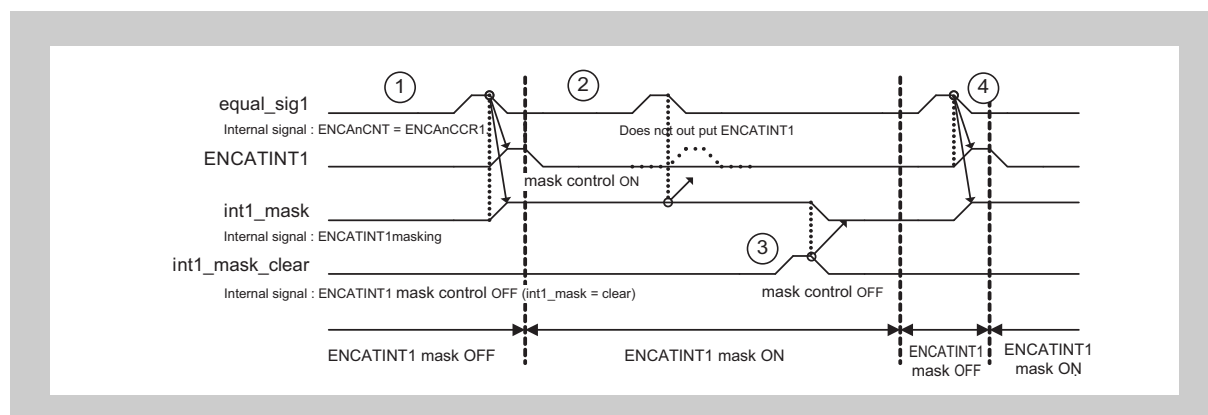 1
2
4
equal_sig1
Internal signal : ENCAnCNT = ENCAnCCR1
Does not out put ENCATINT1
ENCATINT1
mask control ON
int1_mask
Internal signal : ENCATINT1masking
3
int1_mask_clear
Internal signal : ENCATINT1 mask control OFF (int1_mask = clear)
mask control OFF
ENCATINT1 mask OFF
ENCATINT1 mask ON
ENCATINT1
mask OFF
ENCATINT1
mask ON